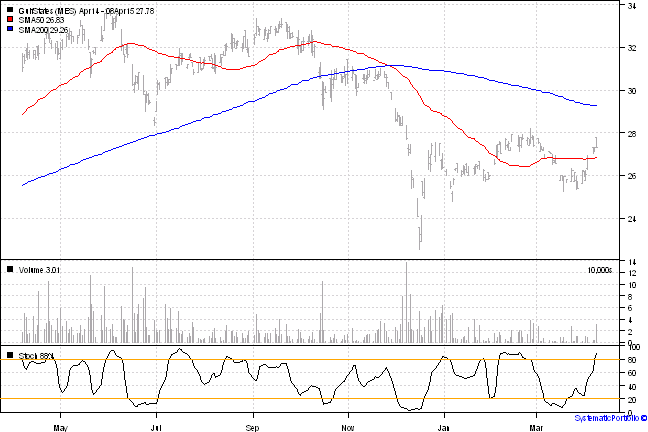 GulfStates (MES) Apr14 - 08Apr15 27.78
SMA50 26.83
SMA200 29.26
34
32
30
28
26
24
Volume 3.01
10,000s
14
12
10
8
6
4
2
0
Stoch 88%
100
80
60
40
20
0
May
Jul
Sep
Nov
Jan
Mar
SystematicPortfolio ©